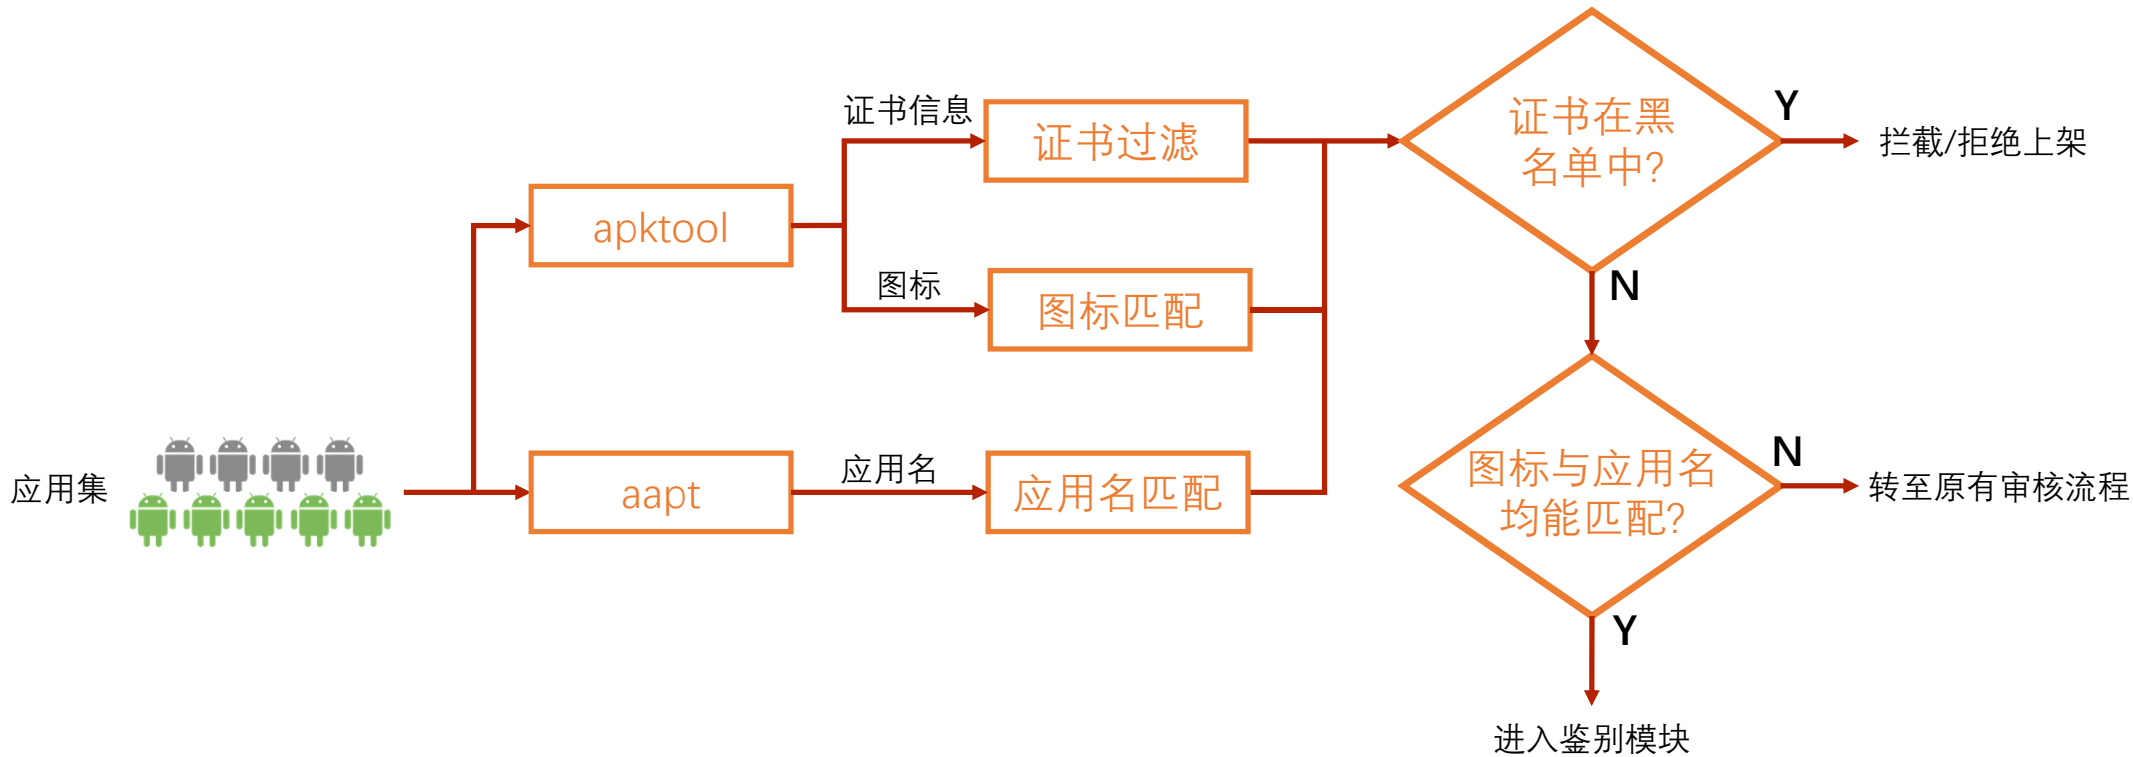 应用集
apktool
aapt
证书信息
图标
应用名
证书过滤
图标匹配
应用名匹配
证书在黑
名单中?
Y
拦截/拒绝上架
N
图标与应用名
均能匹配?
N
转至原有审核流程
Y
进入鉴别模块